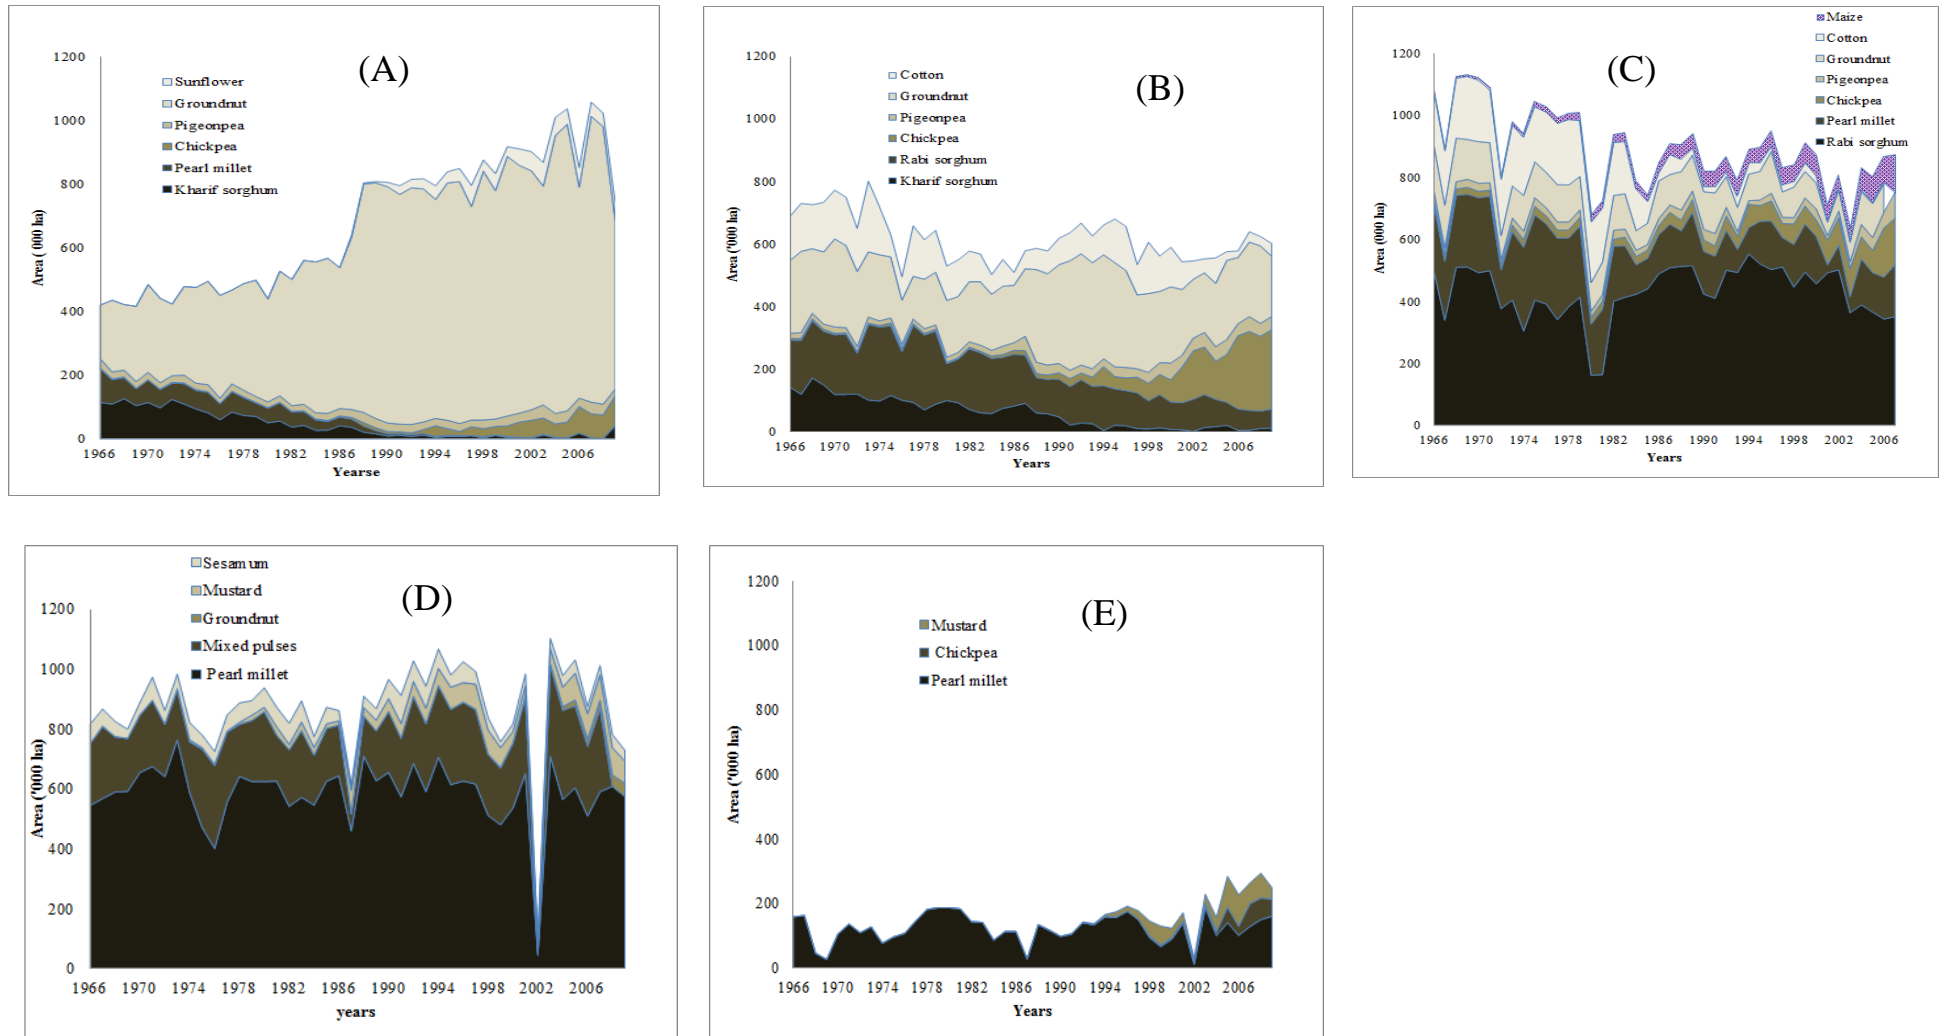 (A)
1200
1000
800
600
400
200
0
Area ( 000 ha)
Sunflower
Groundnut
Pigeonpea
Chickpea
Pearl millet
Kharif sorghum
1966 1970 1974 1978 1982 1986 1990 1994 1998 2002 2006
Yearse
(B)
1200
1000
800
600
400
200
0
Area ('000 ha)
Cotton
Groundnut
Pigeonpea
Chickpea
Rabi sorghum
Kharif sorghum
1966 1970 1974 1978 1982 1986 1990 1994 1998 2002 2006
Years
(C)
1200
1000
800
600
400
200
0
Area (000 ha)
Maize
Cotton
Groundnut
Pigeonpea
Chickpea
Pearl millet
Rabi sorghum
1966 1970 1974 1978 1982 1986 1990 1994 1998 2002 2006
Years
(D)
1200
1000
800
600
400
200
0
Area ('000 ha)
Sesamum
Mustard
Groundnut
Mixed pulses
Pearl millet
1966 1970 1974 1978 1982 1986 1990 1994 1998 2002 2006
years
(E)
1200
1000
800
600
400
200
0
Area ('000 ha)
Mustard
Chickpea
Pearl millet
1966 1970 1974 1978 1982 1986 1990 1994 1998 2002 2006
Years